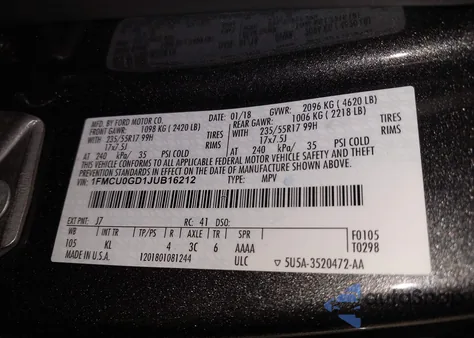 MFD. BY FORD MOTOR CO. DATE: 01/18 GVWR: 2096 KG ( 4620 LB)
FRONT GAWR: 1098 KG ( 2420 LB) REAR GAWR: 1006 KG ( 2218 LB)
235/55R17 99H TIRES 235/55R17 99H TIRES
17x7.5J RIMS 17x7.5J RIMS
AT 240 kPa/ 35 PSI COLD AT 240 kPa/ 35 PSI COLD
THIS VEHICLE CONFORMS TO ALL APPLICABLE FEDERAL MOTOR VEHICLE SAFETY AND THEFT
PREVENTION STANDARDS IN EFFECT ON THE DATE OF MANUFACTURE SHOWN ABOVE.
VIN: 1FMCU0GD1JUB16212 TYPE: MPV
EXT PNT: J7 RC: 41 DSO:
WB INT TR TP/PS R AXLE TR SPR F0105
105 KL 4 3C 6 AAAA T0298
MADE IN U.S.A. 1201801081244 ULC ▽ 5U5A-3520472-AA